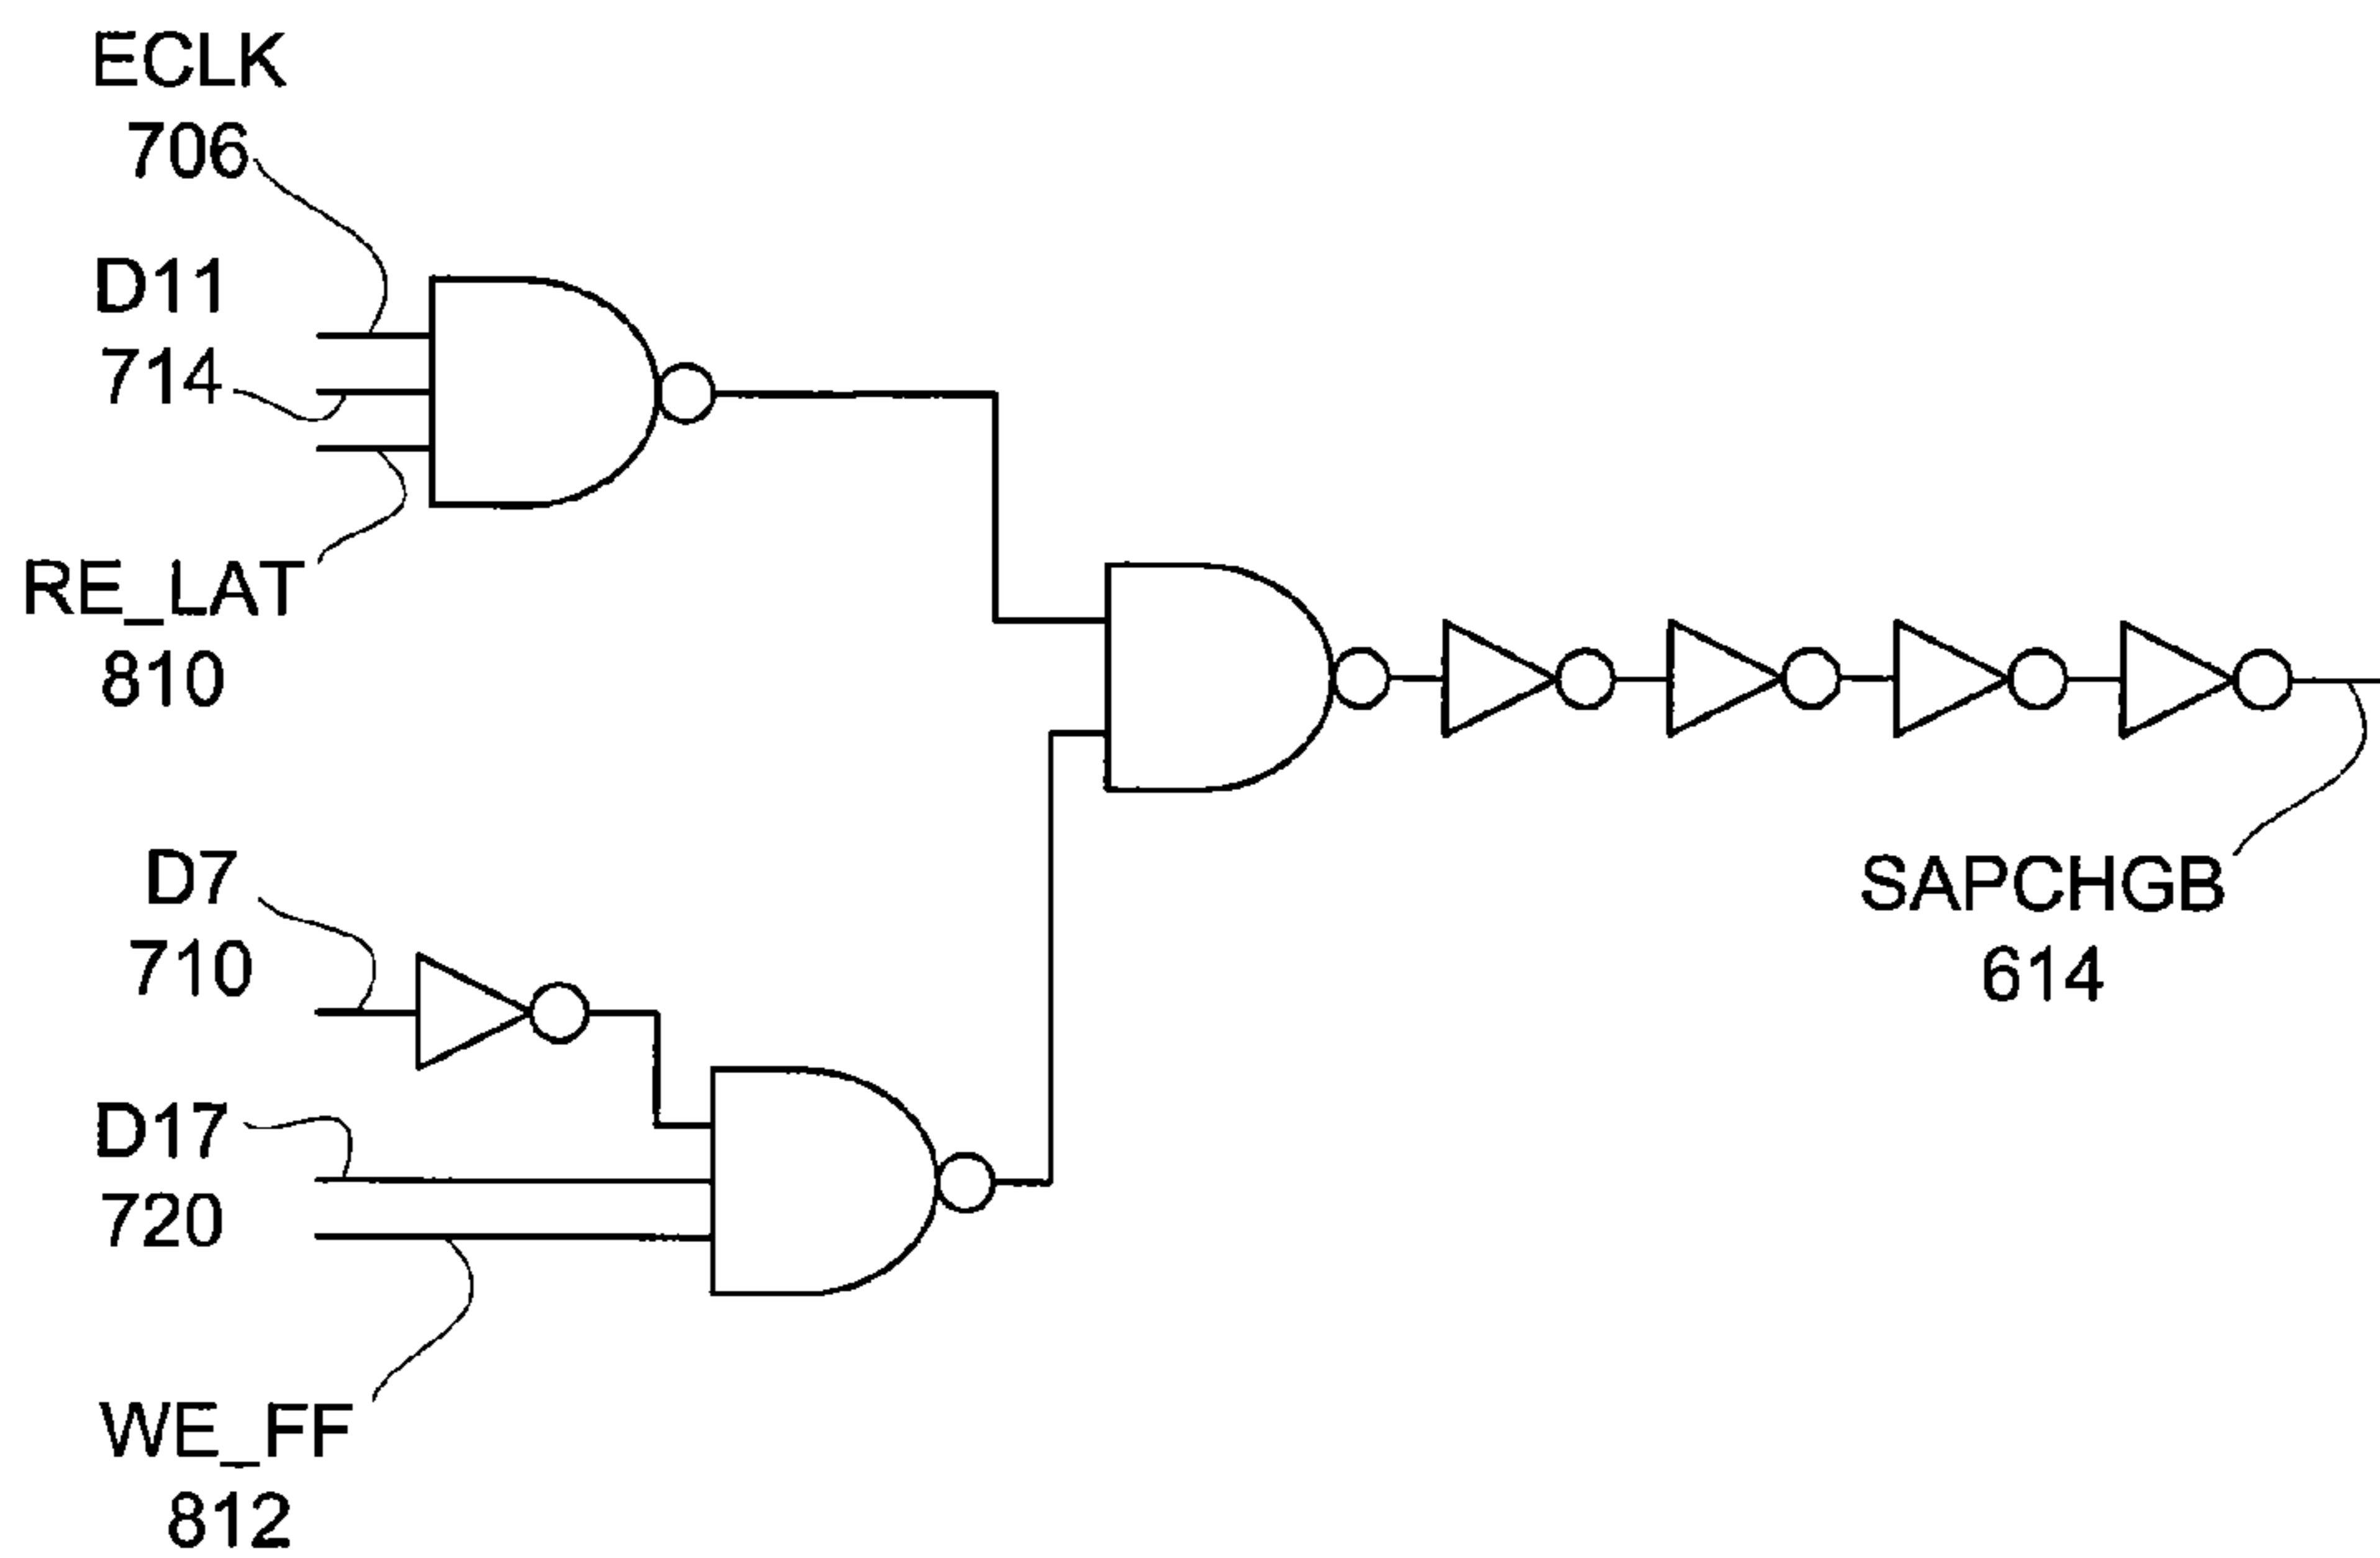 ECLK
706
D11
714
RE_LAT
810
D7
710
SAPCHGB
614
D17
720
WE_FF
812